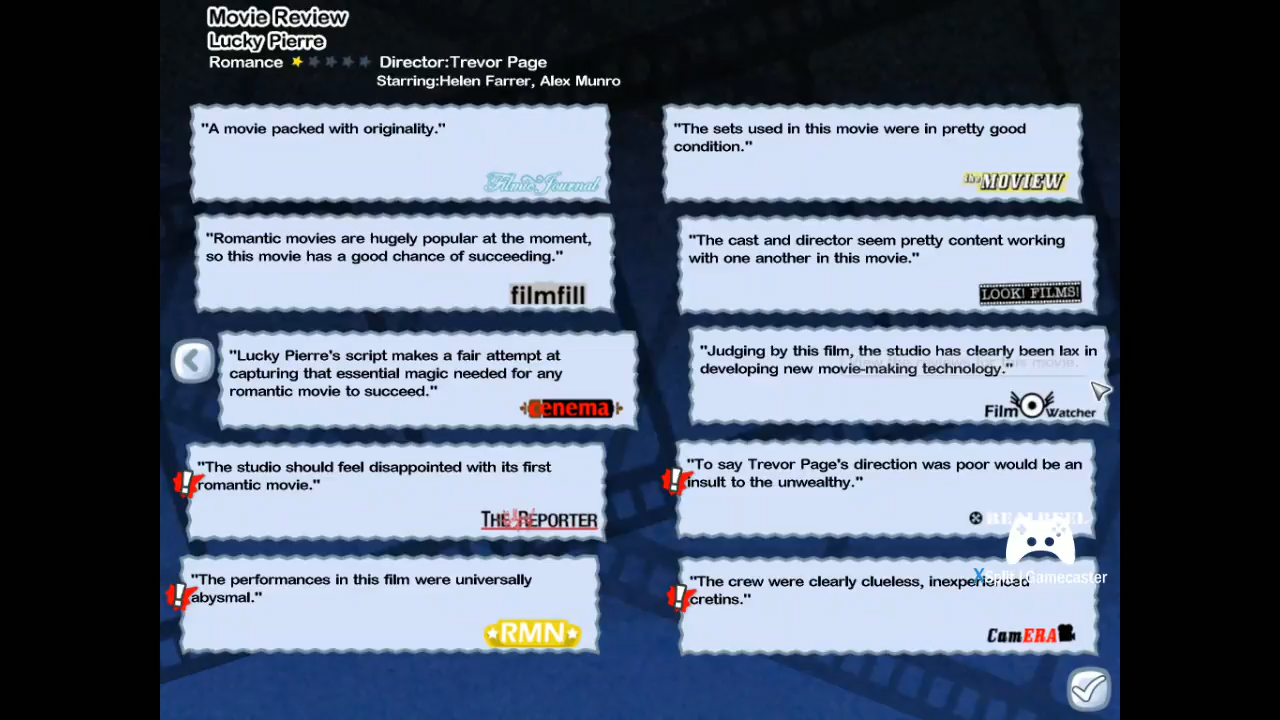 Movie Review
Lucky Pierre
Romance Director:Trevor Page
Starring:Helen Farrer, Alex Munro
"A movie packed with originality."
Filmic Journal
"The sets used in this movie were in pretty good
condition."
the MOVIEW
"Romantic movies are hugely popular at the moment,
so this movie has a good chance of succeeding."
filmfill
"The cast and director seem pretty content working
with one another in this movie."
LOOK! FILMS!
"Lucky Pierre's script makes a fair attempt at
capturing that essential magic needed for any
romantic movie to succeed."
cenema
"Judging by this film, the studio has clearly been lax in
developing new movie-making technology."
Film Watcher
"The studio should feel disappointed with its first
romantic movie."
THE REPORTER
"To say Trevor Page's direction was poor would be an
insult to the unwealthy."
REALREEL
"The performances in this film were universally
abysmal."
RMN
"The crew were clearly clueless, inexperienced
cretins."
CamERA
XSplit | Gamecaster